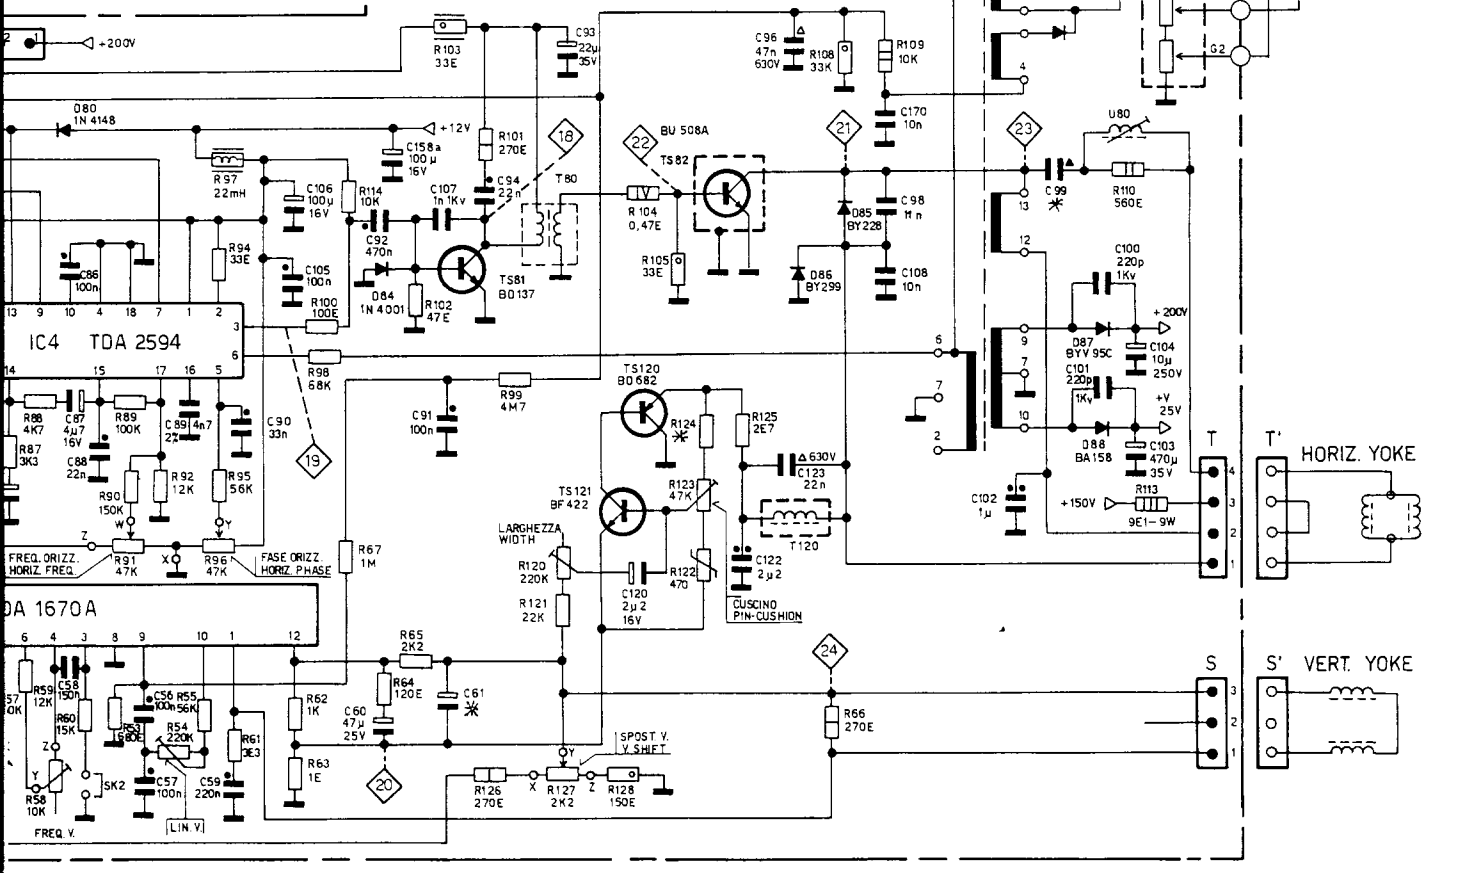 2 1
+200V
R103
33E
C93
22µ
35V
C96
47n
630V
R108
33K
R109
10K
4
G2
D80
1N 4148
+12V
C158a
100µ
16V
R101
270E
18
22
BU 508A
TS82
21
C170
10n
23
U80
R97
22mH
C106
100µ
16V
R114
10K
C107
1n 1Kv
C94
22n
T80
R104
0,47E
C99
R110
560E
13
D85
BY228
C98
11n
C92
470n
R94
33E
C86
100n
C105
100n
TS81
BD137
R105
33E
D86
BY299
C108
10n
12
C100
220p
1Kv
D84
1N 4001
R102
47E
R100
100E
13 9 10 4 18 7 1 2
3
IC4 TDA 2594
6
14 15 17 16 5
R98
68K
6
7
2
9
7
10
+200V
D87
BYV 95C
C104
10µ
250V
C101
220p
1Kv
+V
25V
D88
BA158
C103
470µ
35V
TS120
BD682
R99
4M7
C91
100n
R124
R125
2E7
R88
4K7
C87
4µ7
16V
R89
100K
C89
4n7
2%
C90
33n
R87
3K3
C88
22n
19
R90
150K
R92
12K
R95
56K
630V
C123
22n
R123
47K
TS121
BF422
T120
C102
1µ
+150V
R113
9E1-9W
T
4
3
2
1
T'
HORIZ. YOKE
W
Y
Z
X
FREQ. ORIZZ.
HORIZ. FREQ.
R91
47K
R96
47K
FASE ORIZZ.
HORIZ. PHASE
R67
1M
LARGHEZZA
WIDTH
R120
220K
C120
2µ2
16V
R122
470
C122
2µ2
R121
22K
CUSCINO
PIN-CUSHION
DA 1670A
6 4 3 8 9 10 1 12
R65
2K2
24
S
3
2
1
S'
VERT. YOKE
R59
12K
C58
150n
R60
15K
C56
100n
R55
56K
R54
220K
R62
1K
R64
120E
C61
C60
47µ
25V
R66
270E
R61
3E3
R63
1E
20
SPOST V.
V. SHIFT
Y
X
Z
R126
270E
R127
2K2
R128
150E
Z
Y
R58
10K
SK2
C57
100n
C59
220n
FREQ. V.
LIN. V.